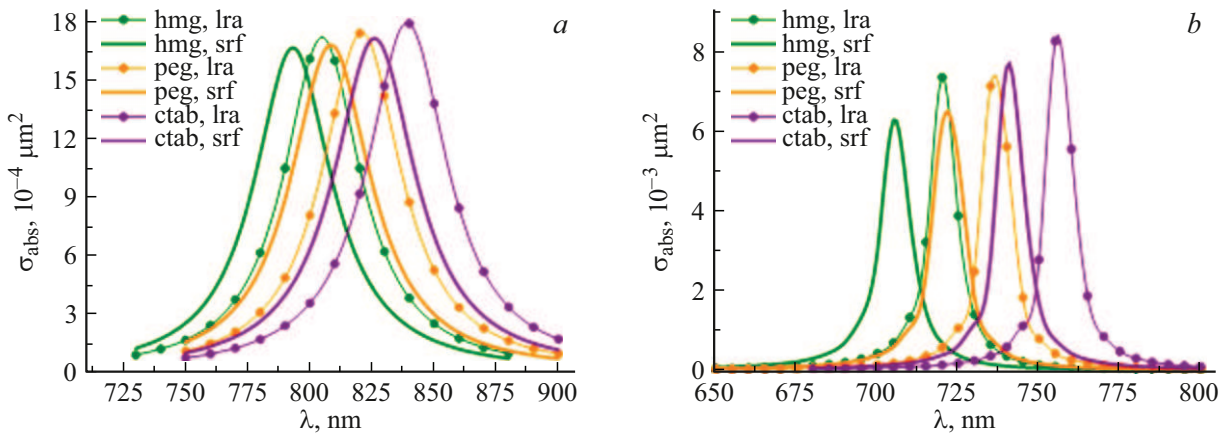 a
18
15
12
9
6
3
0
σabs, 10⁻⁴ μm²
hmg, lra
hmg, srf
peg, lra
peg, srf
ctab, lra
ctab, srf
725 750 775 800 825 850 875 900
λ, nm
b
8
6
4
2
0
σabs, 10⁻³ μm²
hmg, lra
hmg, srf
peg, lra
peg, srf
ctab, lra
ctab, srf
650 675 700 725 750 775 800
λ, nm